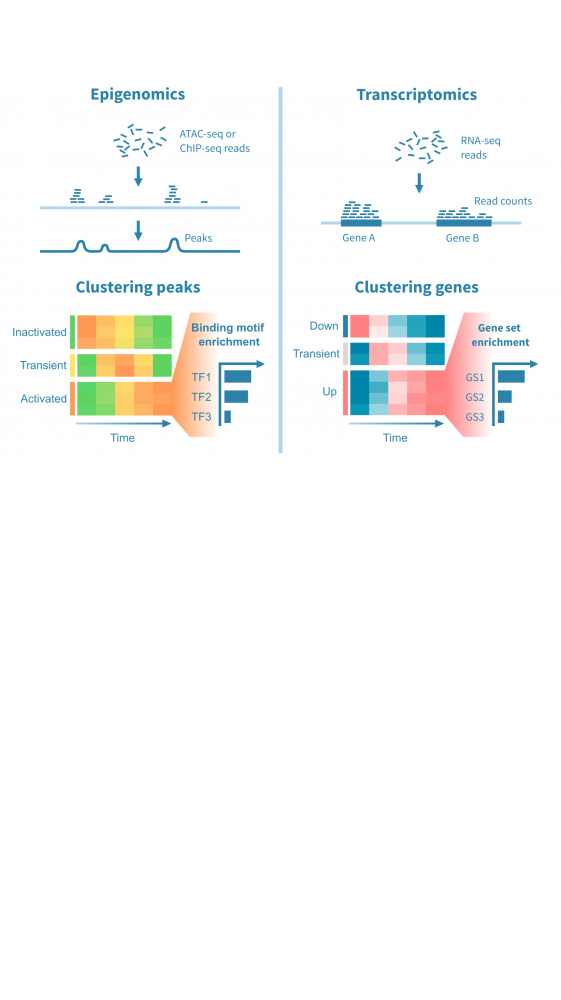 Epigenomics
ATAC-seq or
ChIP-seq reads
Peaks
Clustering peaks
Inactivated
Transient
Activated
Binding motif
enrichment
TF1
TF2
TF3
Time
Transcriptomics
RNA-seq
reads
Read counts
Gene A
Gene B
Clustering genes
Down
Transient
Up
Gene set
enrichment
GS1
GS2
GS3
Time